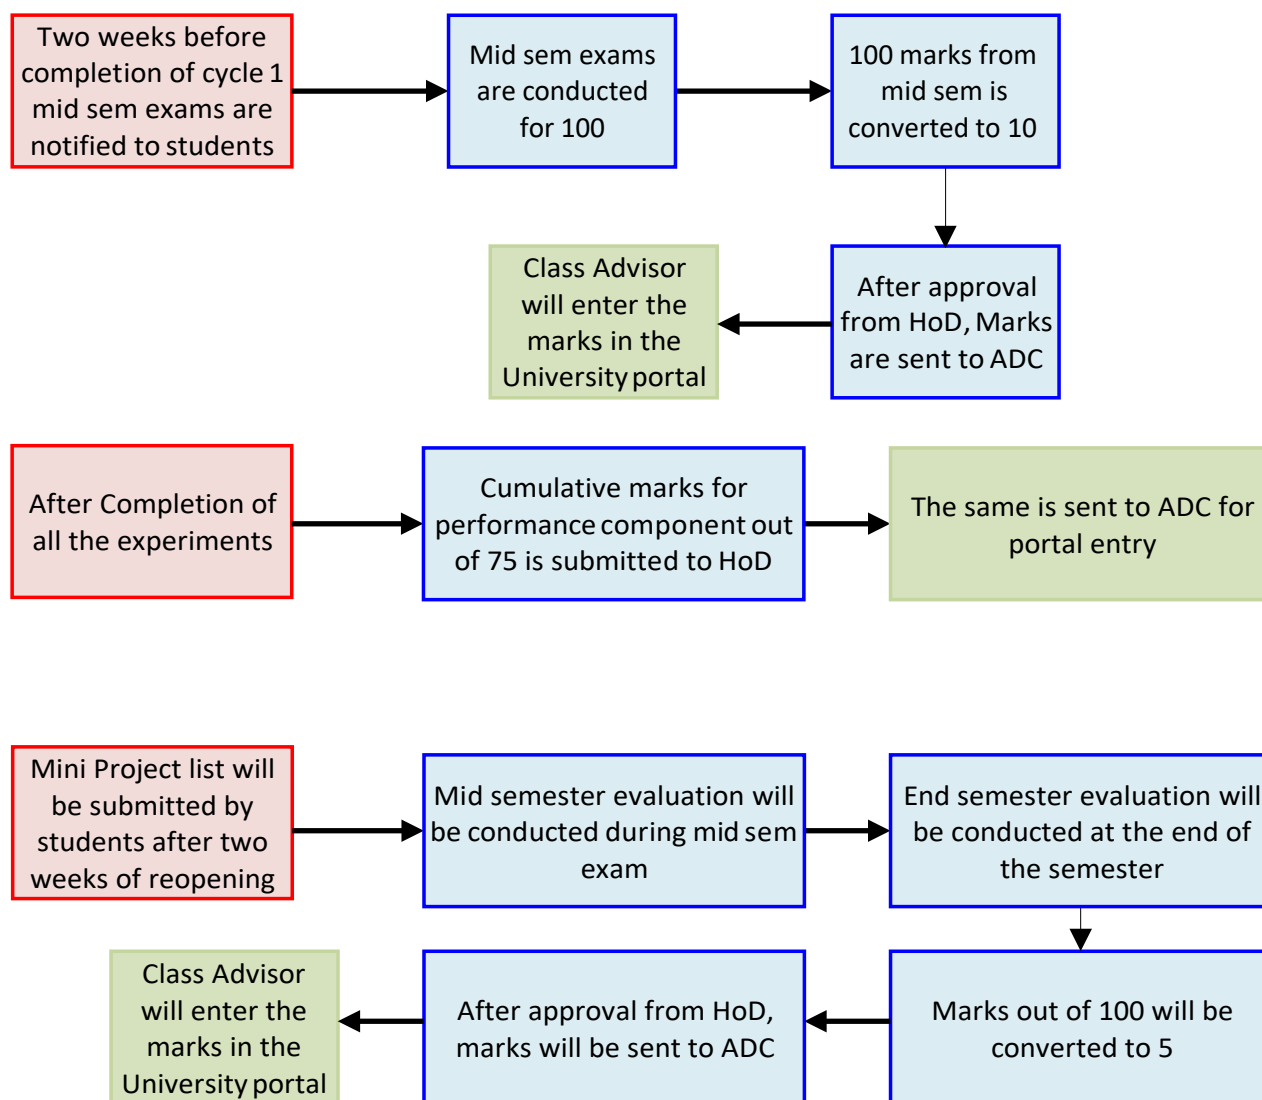 Two weeks before
completion of cycle 1
mid sem exams are
notified to students
Mid sem exams
are conducted
for 100
100 marks from
mid sem is
converted to 10
After approval
from HoD, Marks
are sent to ADC
Class Advisor
will enter the
marks in the
University portal
After Completion of
all the experiments
Cumulative marks for
performance component out
of 75 is submitted to HoD
The same is sent to ADC for
portal entry
Mini Project list will
be submitted by
students after two
weeks of reopening
Mid semester evaluation will
be conducted during mid sem
exam
End semester evaluation will
be conducted at the end of
the semester
Marks out of 100 will be
converted to 5
After approval from HoD,
marks will be sent to ADC
Class Advisor
will enter the
marks in the
University portal